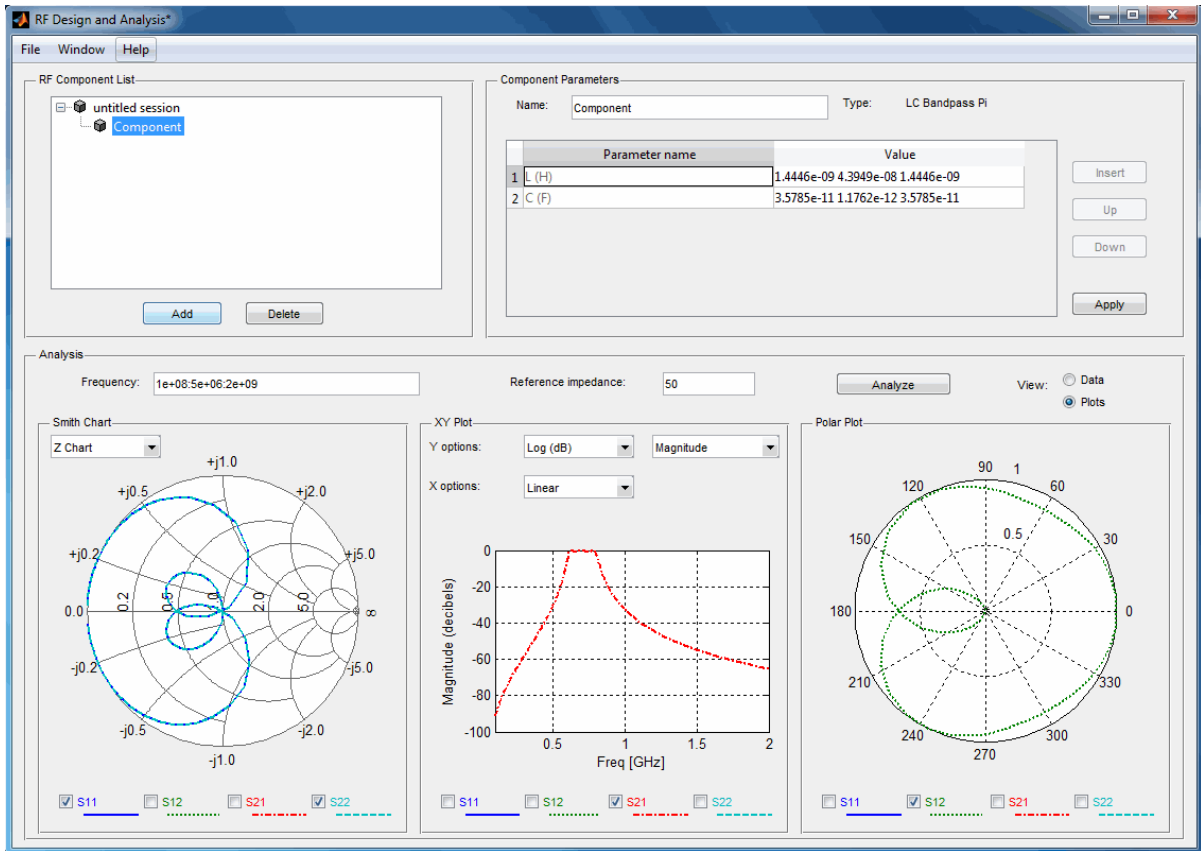 RF Design and Analysis*
File Window Help
RF Component List
untitled session
Component
Add Delete
Component Parameters
Name: Component Type: LC Bandpass Pi
Parameter name Value
1 L (H) 1.4446e-09 4.3949e-08 1.4446e-09
2 C (F) 3.5785e-11 1.1762e-12 3.5785e-11
Insert
Up
Down
Apply
Analysis
Frequency: 1e+08:5e+06:2e+09 Reference impedance: 50 Analyze View: Data
Plots
Smith Chart
Z Chart
+j1.0
+j0.5 +j2.0
+j0.2 +j5.0
0.0 0.2 0.5 1.0 2.0 5.0 ∞
-j0.2 -j5.0
-j0.5 -j2.0
-j1.0
S11 S12 S21 S22
XY Plot
Y options: Log (dB) Magnitude
X options: Linear
0
-20
-40
-60
-80
-100
Magnitude (decibels)
0.5 1 1.5 2
Freq [GHz]
S11 S12 S21 S22
Polar Plot
90 1
120 60
150 0.5 30
180 0
210 330
240 300
270
S11 S12 S21 S22